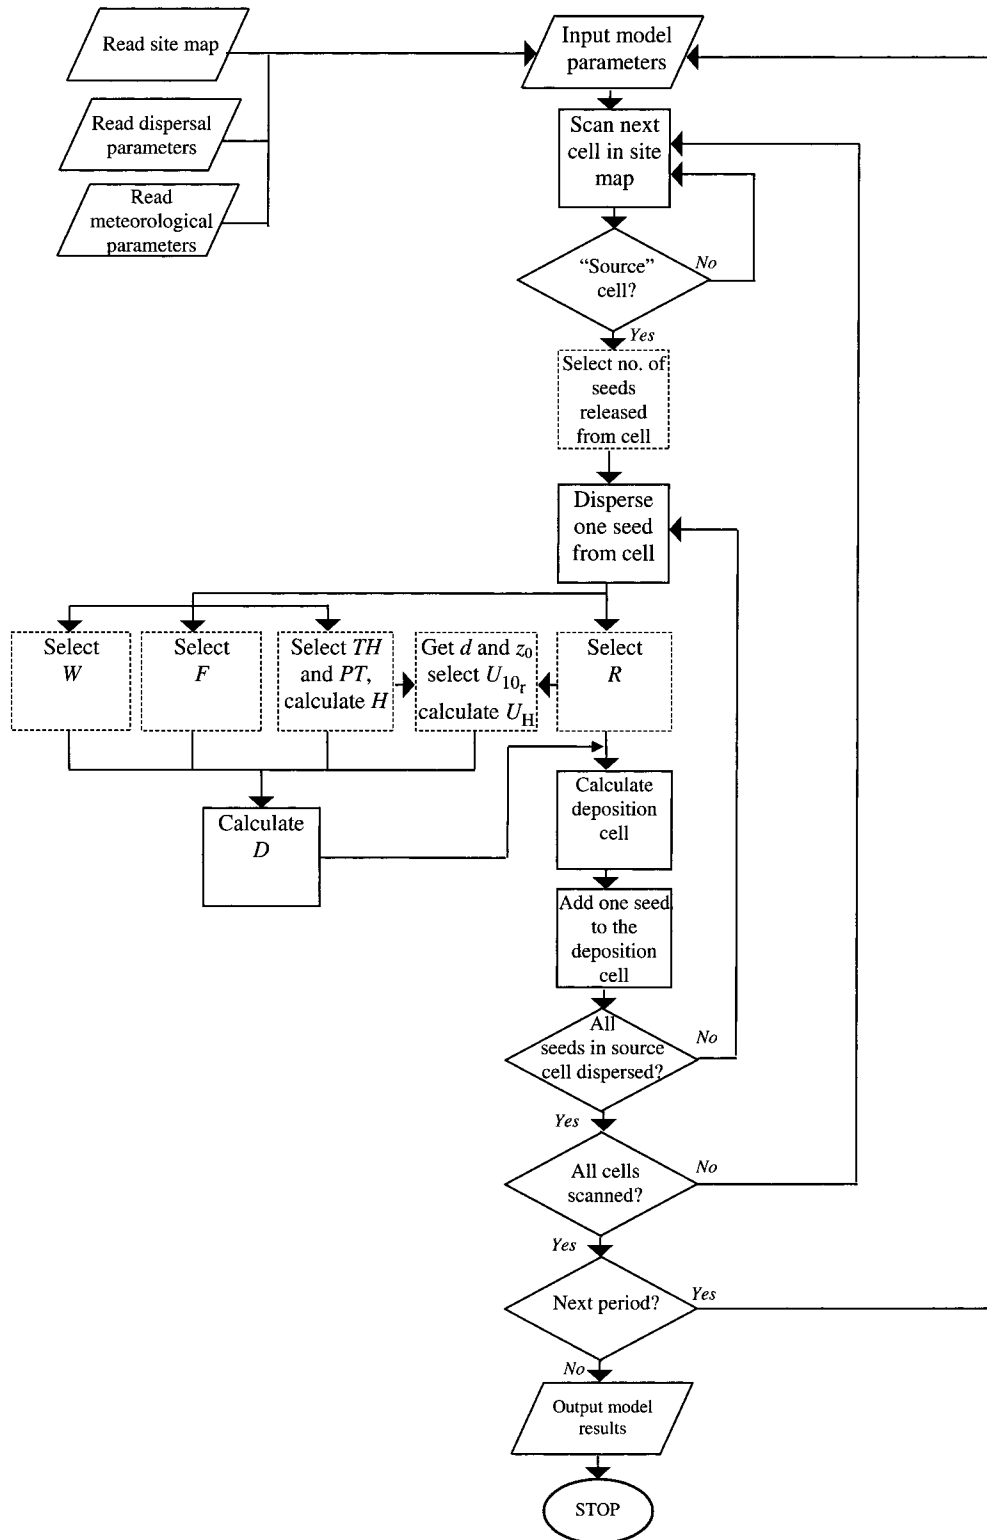 Read site map
Input model
parameters
Read dispersal
parameters
Read
meteorological
parameters
Scan next
cell in site
map
“Source”
cell?
No
Yes
Select no. of
seeds
released
from cell
Disperse
one seed
from cell
Select
W
Select
F
Select TH
and PT,
calculate H
Get d and z₀
select U₁₀ᵣ
calculate U_H
Select
R
Calculate
D
Calculate
deposition
cell
Add one seed
to the
deposition
cell
All
seeds in source
cell dispersed?
No
Yes
All cells
scanned?
No
Yes
Next period?
Yes
No
Output model
results
STOP